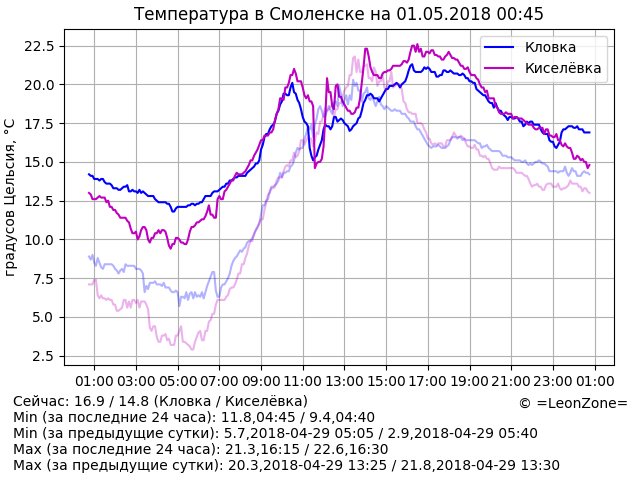 Температура в Смоленске на 01.05.2018 00:45
градусов Цельсия, °C
22.5
20.0
17.5
15.0
12.5
10.0
7.5
5.0
2.5
Кловка
Киселёвка
01:00 03:00 05:00 07:00 09:00 11:00 13:00 15:00 17:00 19:00 21:00 23:00 01:00
Сейчас: 16.9 / 14.8 (Кловка / Киселёвка)
© =LeonZone=
Min (за последние 24 часа): 11.8,04:45 / 9.4,04:40
Min (за предыдущие сутки): 5.7,2018-04-29 05:05 / 2.9,2018-04-29 05:40
Max (за последние 24 часа): 21.3,16:15 / 22.6,16:30
Max (за предыдущие сутки): 20.3,2018-04-29 13:25 / 21.8,2018-04-29 13:30